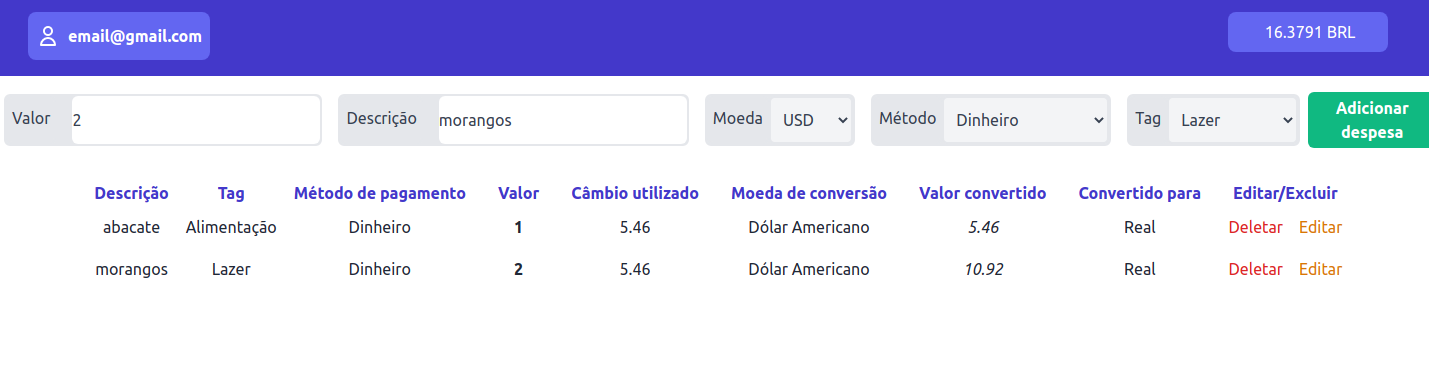 email@gmail.com 16.3791 BRL
Valor 2 Descrição morangos Moeda USD Método Dinheiro Tag Lazer Adicionar despesa
Descrição Tag Método de pagamento Valor Câmbio utilizado Moeda de conversão Valor convertido Convertido para Editar/Excluir
abacate Alimentação Dinheiro 1 5.46 Dólar Americano 5.46 Real Deletar Editar
morangos Lazer Dinheiro 2 5.46 Dólar Americano 10.92 Real Deletar Editar